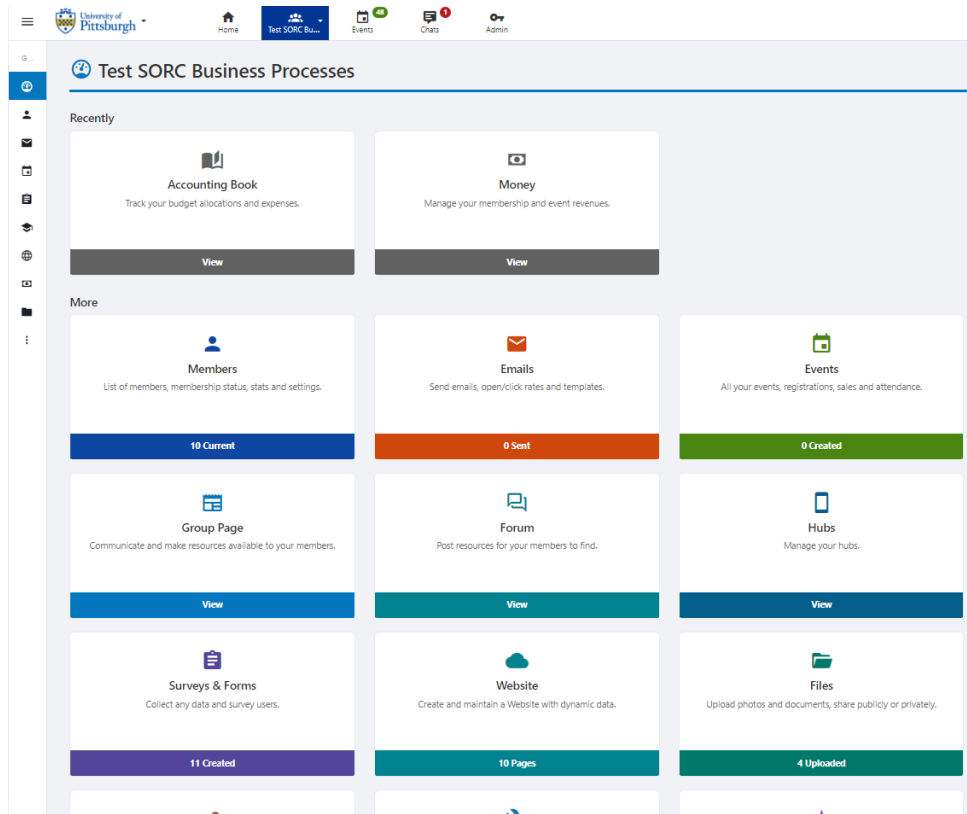 University of
Pittsburgh
Home
Test SORC Bu...
48
Events
1
Chats
Admin
G...
Test SORC Business Processes
Recently
Accounting Book
Track your budget allocations and expenses.
View
Money
Manage your membership and event revenues.
View
More
Members
List of members, membership status, stats and settings.
10 Current
Emails
Send emails, open/click rates and templates.
0 Sent
Events
All your events, registrations, sales and attendance.
0 Created
Group Page
Communicate and make resources available to your members.
View
Forum
Post resources for your members to find.
View
Hubs
Manage your hubs.
View
Surveys & Forms
Collect any data and survey users.
11 Created
Website
Create and maintain a Website with dynamic data.
10 Pages
Files
Upload photos and documents, share publicly or privately.
4 Uploaded